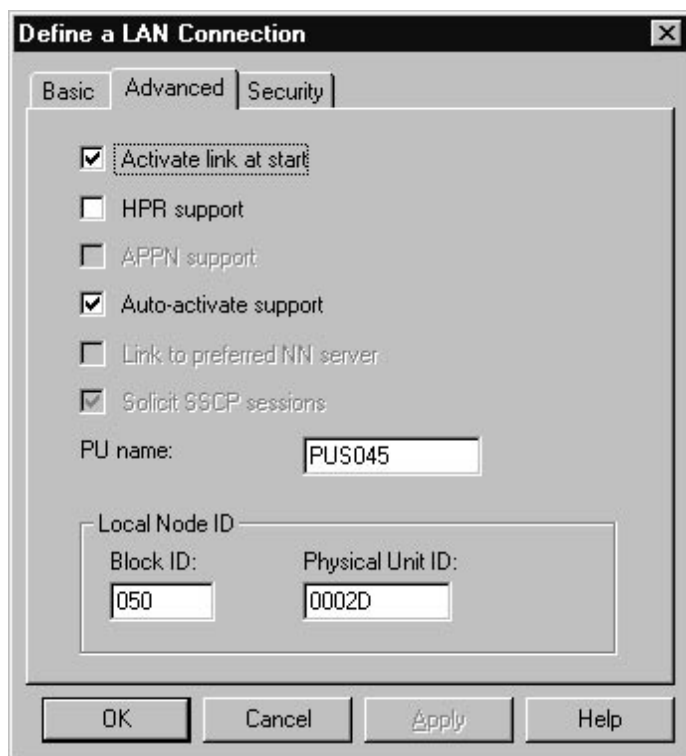 Define a LAN Connection
Basic Advanced Security
Activate link at start
HPR support
APPN support
Auto-activate support
Link to preferred NN server
Solicit SSCP sessions
PU name: PUS045
Local Node ID
Block ID: Physical Unit ID:
050 0002D
OK Cancel Apply Help